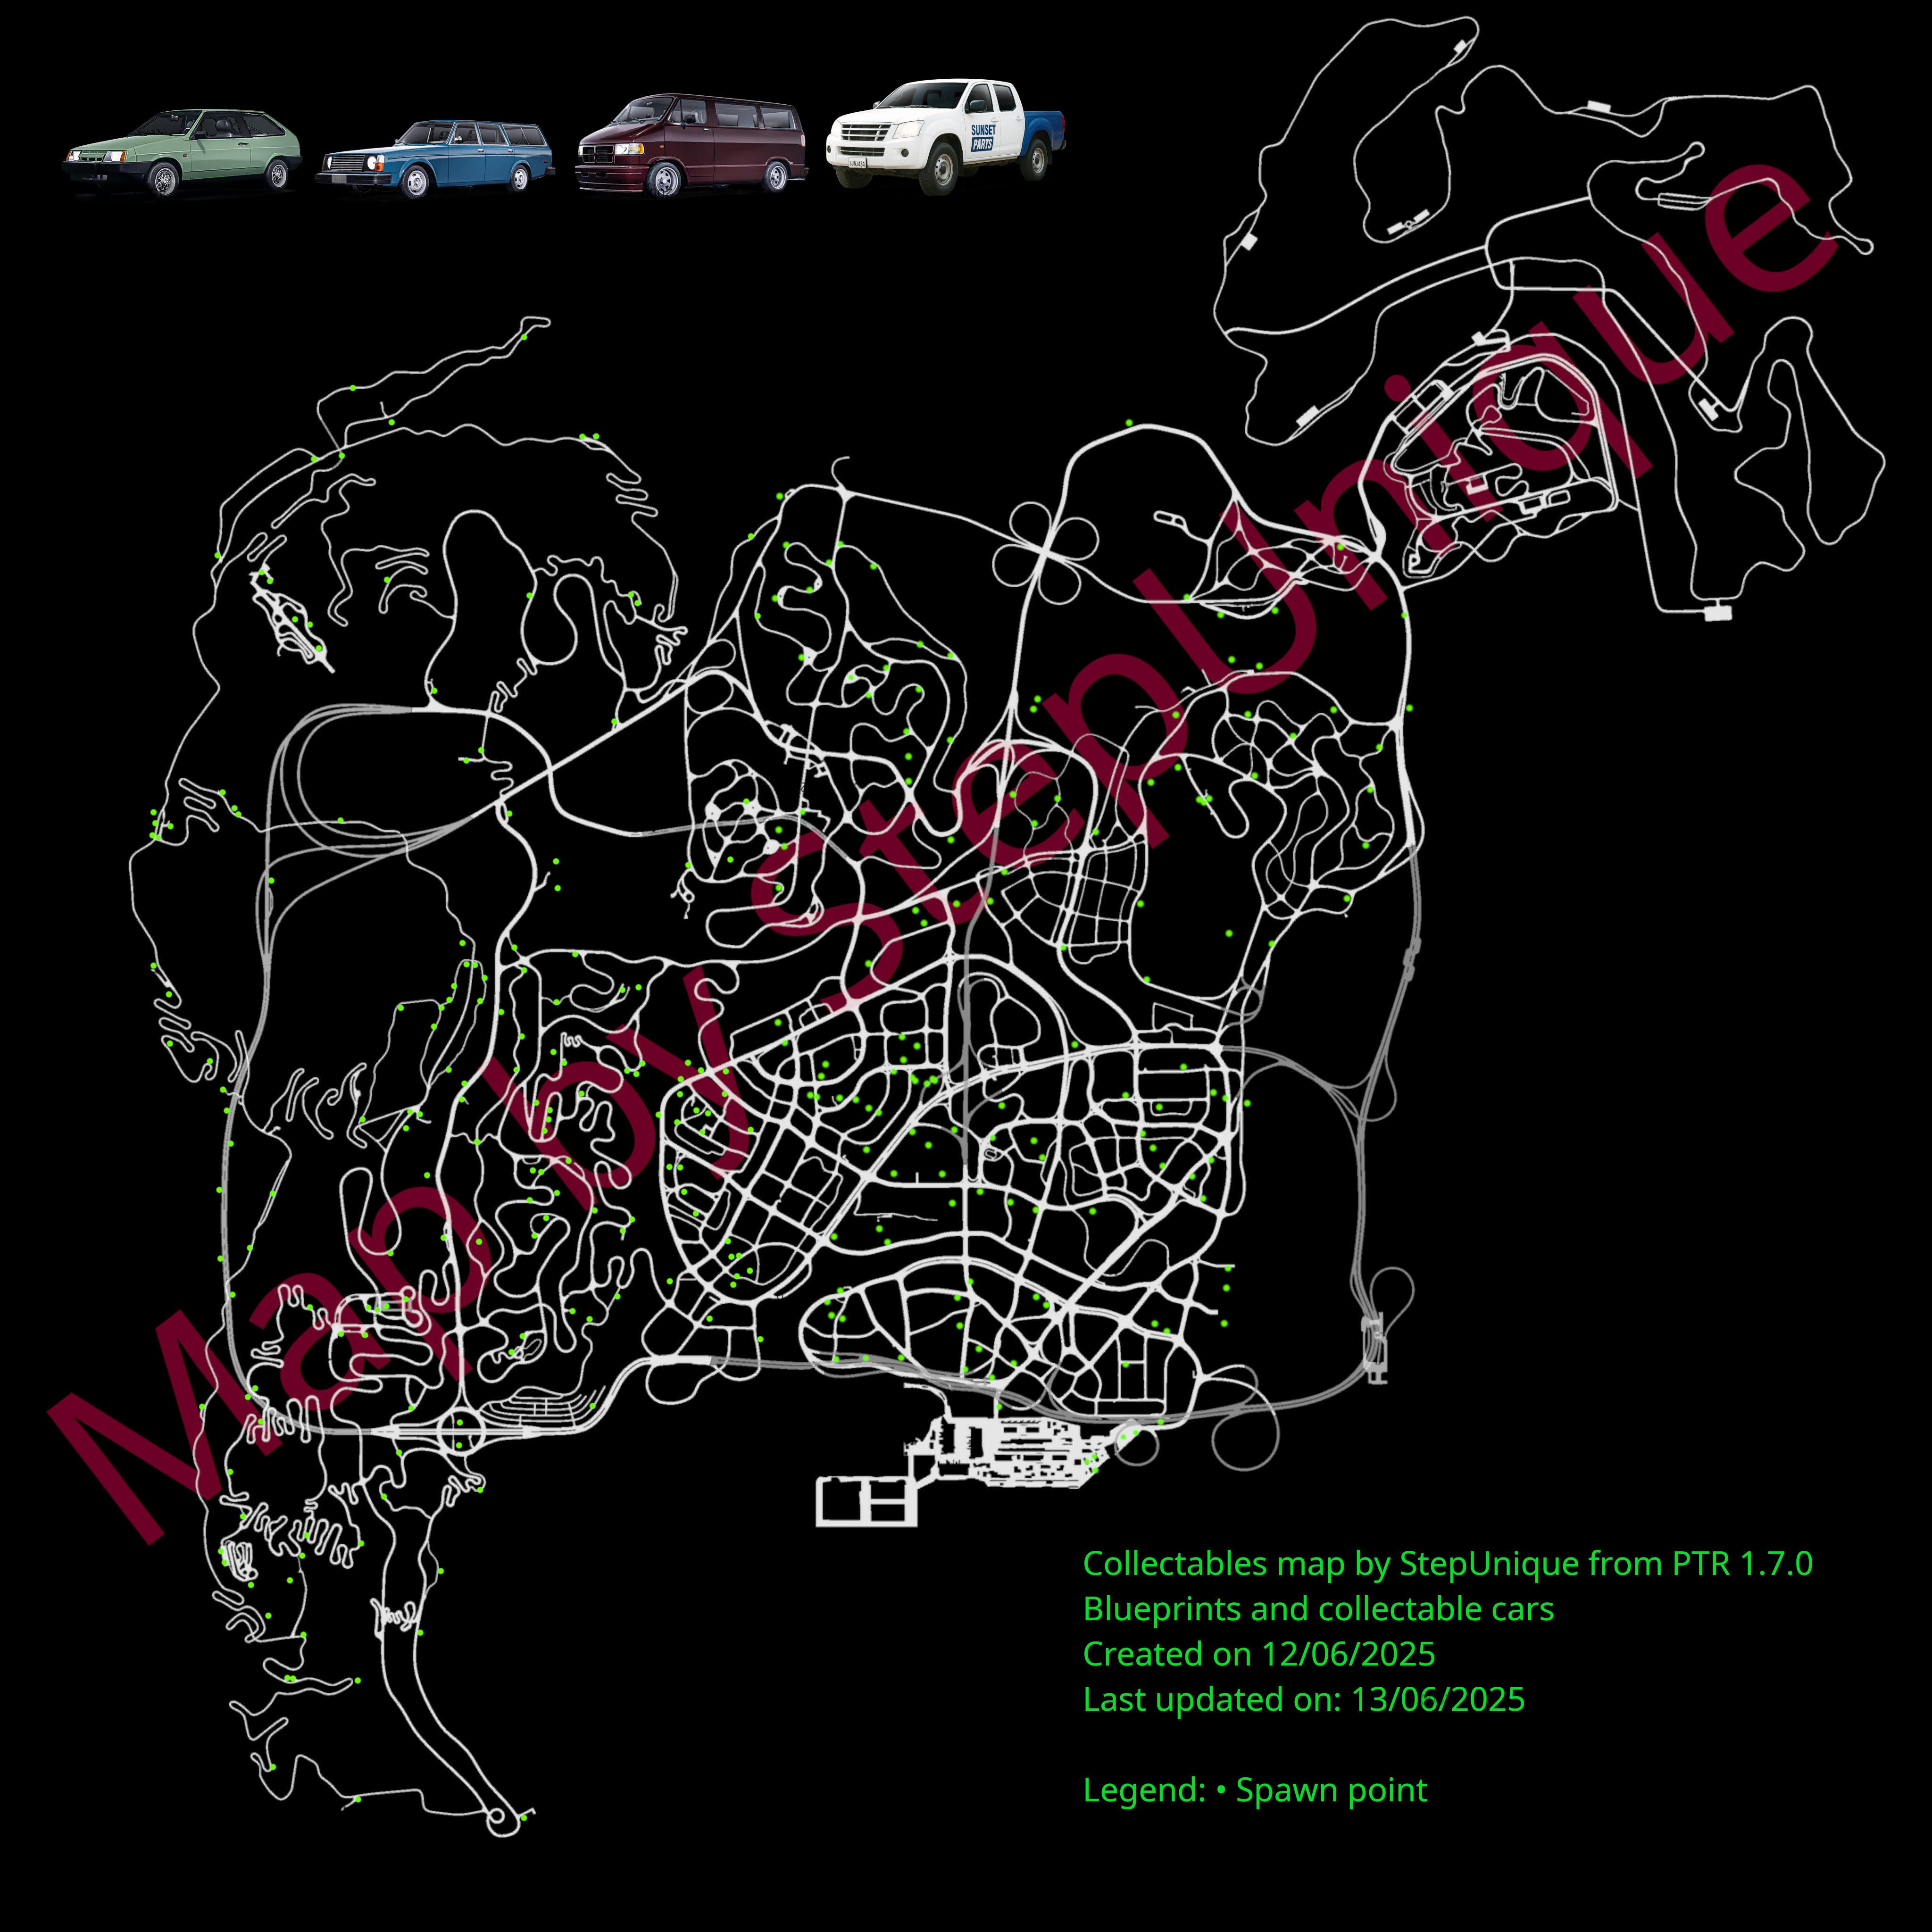 SUNSET
PARTS
Map by StepUnique
Collectables map by StepUnique from PTR 1.7.0
Blueprints and collectable cars
Created on 12/06/2025
Last updated on: 13/06/2025
Legend: • Spawn point